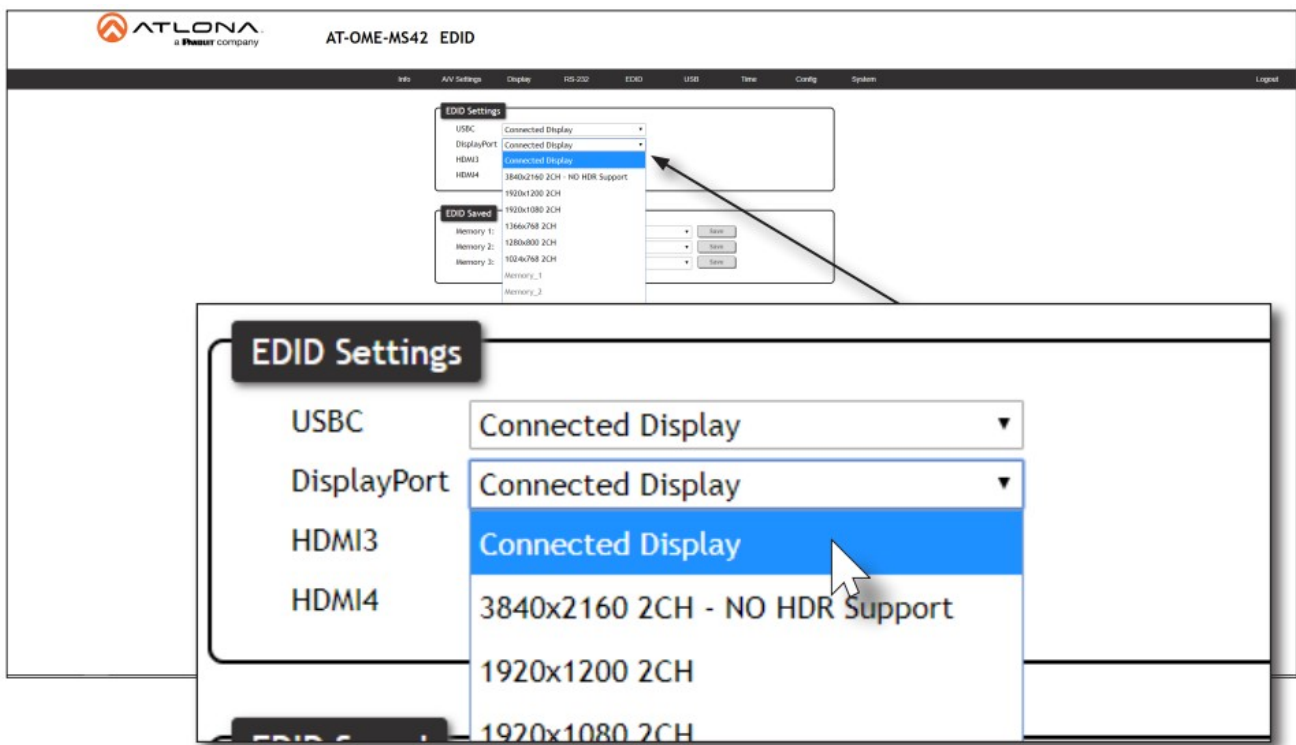 ATLONA
a PANDUIT company
AT-OME-MS42 EDID
Info A/V Settings Display RS-232 EDID USB Time Config System Logout
EDID Settings
USBC Connected Display
DisplayPort Connected Display
HDMI3 Connected Display
HDMI4 3840x2160 2CH - NO HDR Support
1920x1200 2CH
EDID Saved 1920x1080 2CH
Memory 1: 1366x768 2CH Save
Memory 2: 1280x800 2CH Save
Memory 3: 1024x768 2CH Save
Memory_1
Memory_2
EDID Settings
USBC Connected Display
DisplayPort Connected Display
HDMI3 Connected Display
HDMI4 3840x2160 2CH - NO HDR Support
1920x1200 2CH
EDID Saved 1920x1080 2CH